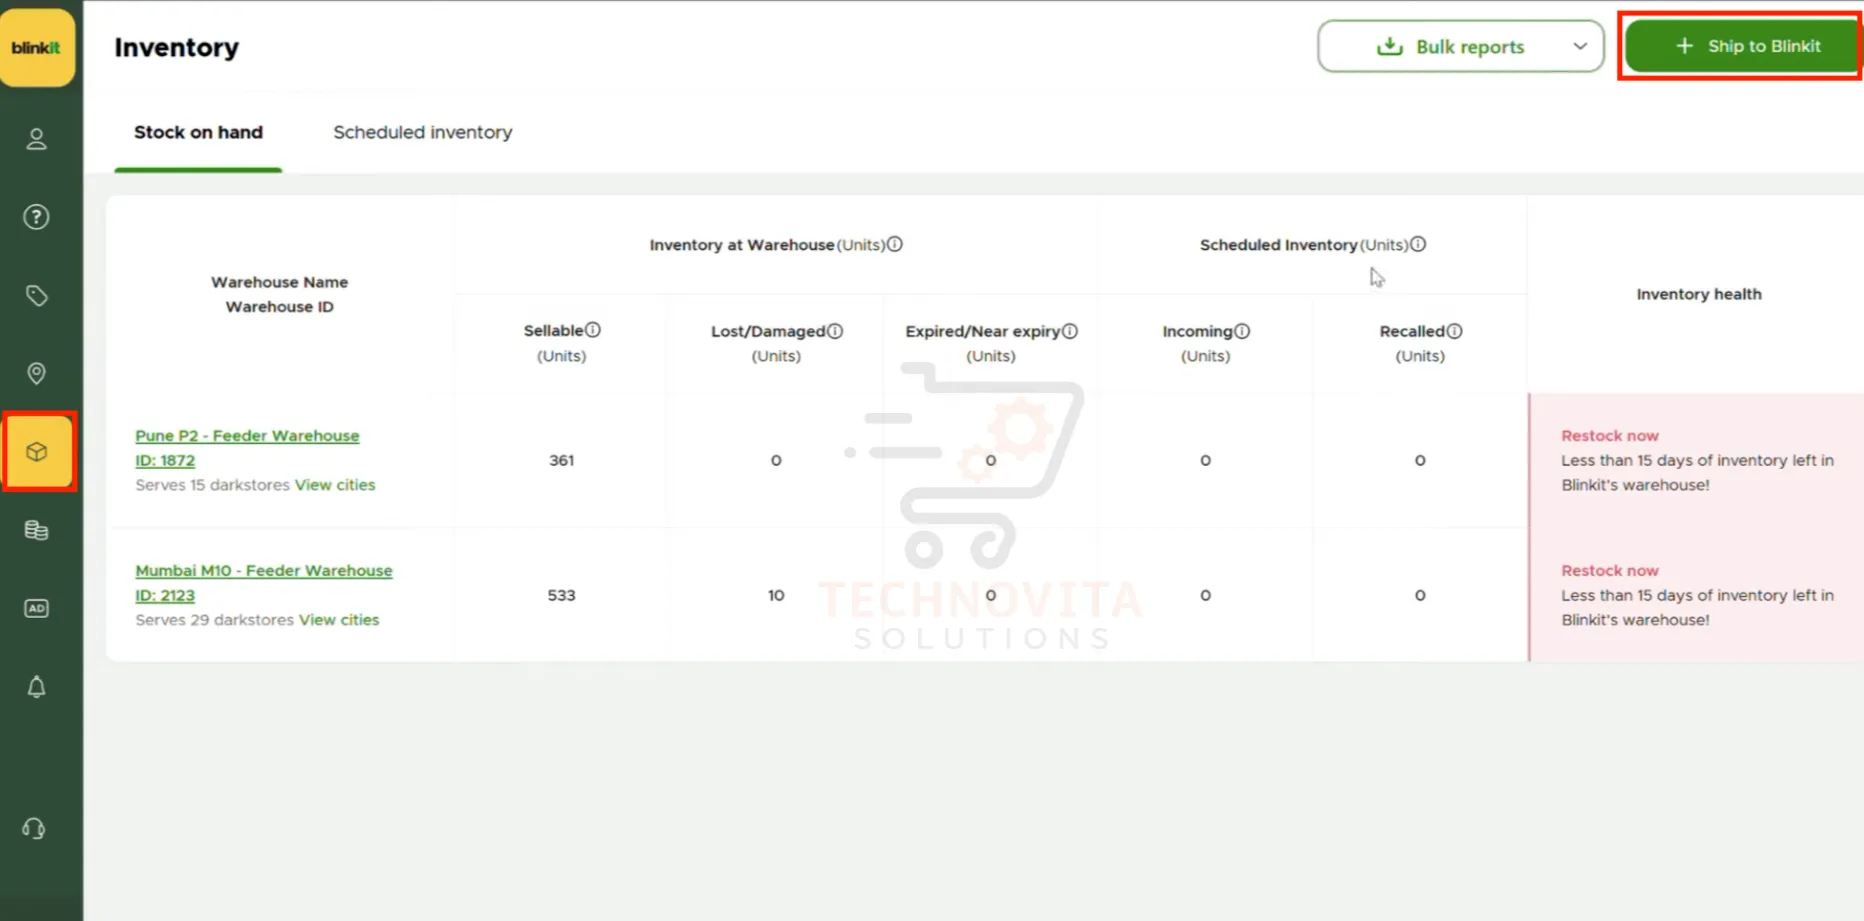 blinkit
Inventory
Bulk reports
+ Ship to Blinkit
Stock on hand
Scheduled inventory
Warehouse Name
Warehouse ID
Inventory at Warehouse(Units)
Scheduled Inventory(Units)
Inventory health
Sellable
(Units)
Lost/Damaged
(Units)
Expired/Near expiry
(Units)
Incoming
(Units)
Recalled
(Units)
Pune P2 - Feeder Warehouse
ID: 1872
Serves 15 darkstores View cities
361
0
0
0
0
Restock now
Less than 15 days of inventory left in
Blinkit's warehouse!
Mumbai M10 - Feeder Warehouse
ID: 2123
Serves 29 darkstores View cities
533
10
0
0
0
Restock now
Less than 15 days of inventory left in
Blinkit's warehouse!
TECHNOVITA
SOLUTIONS
AD